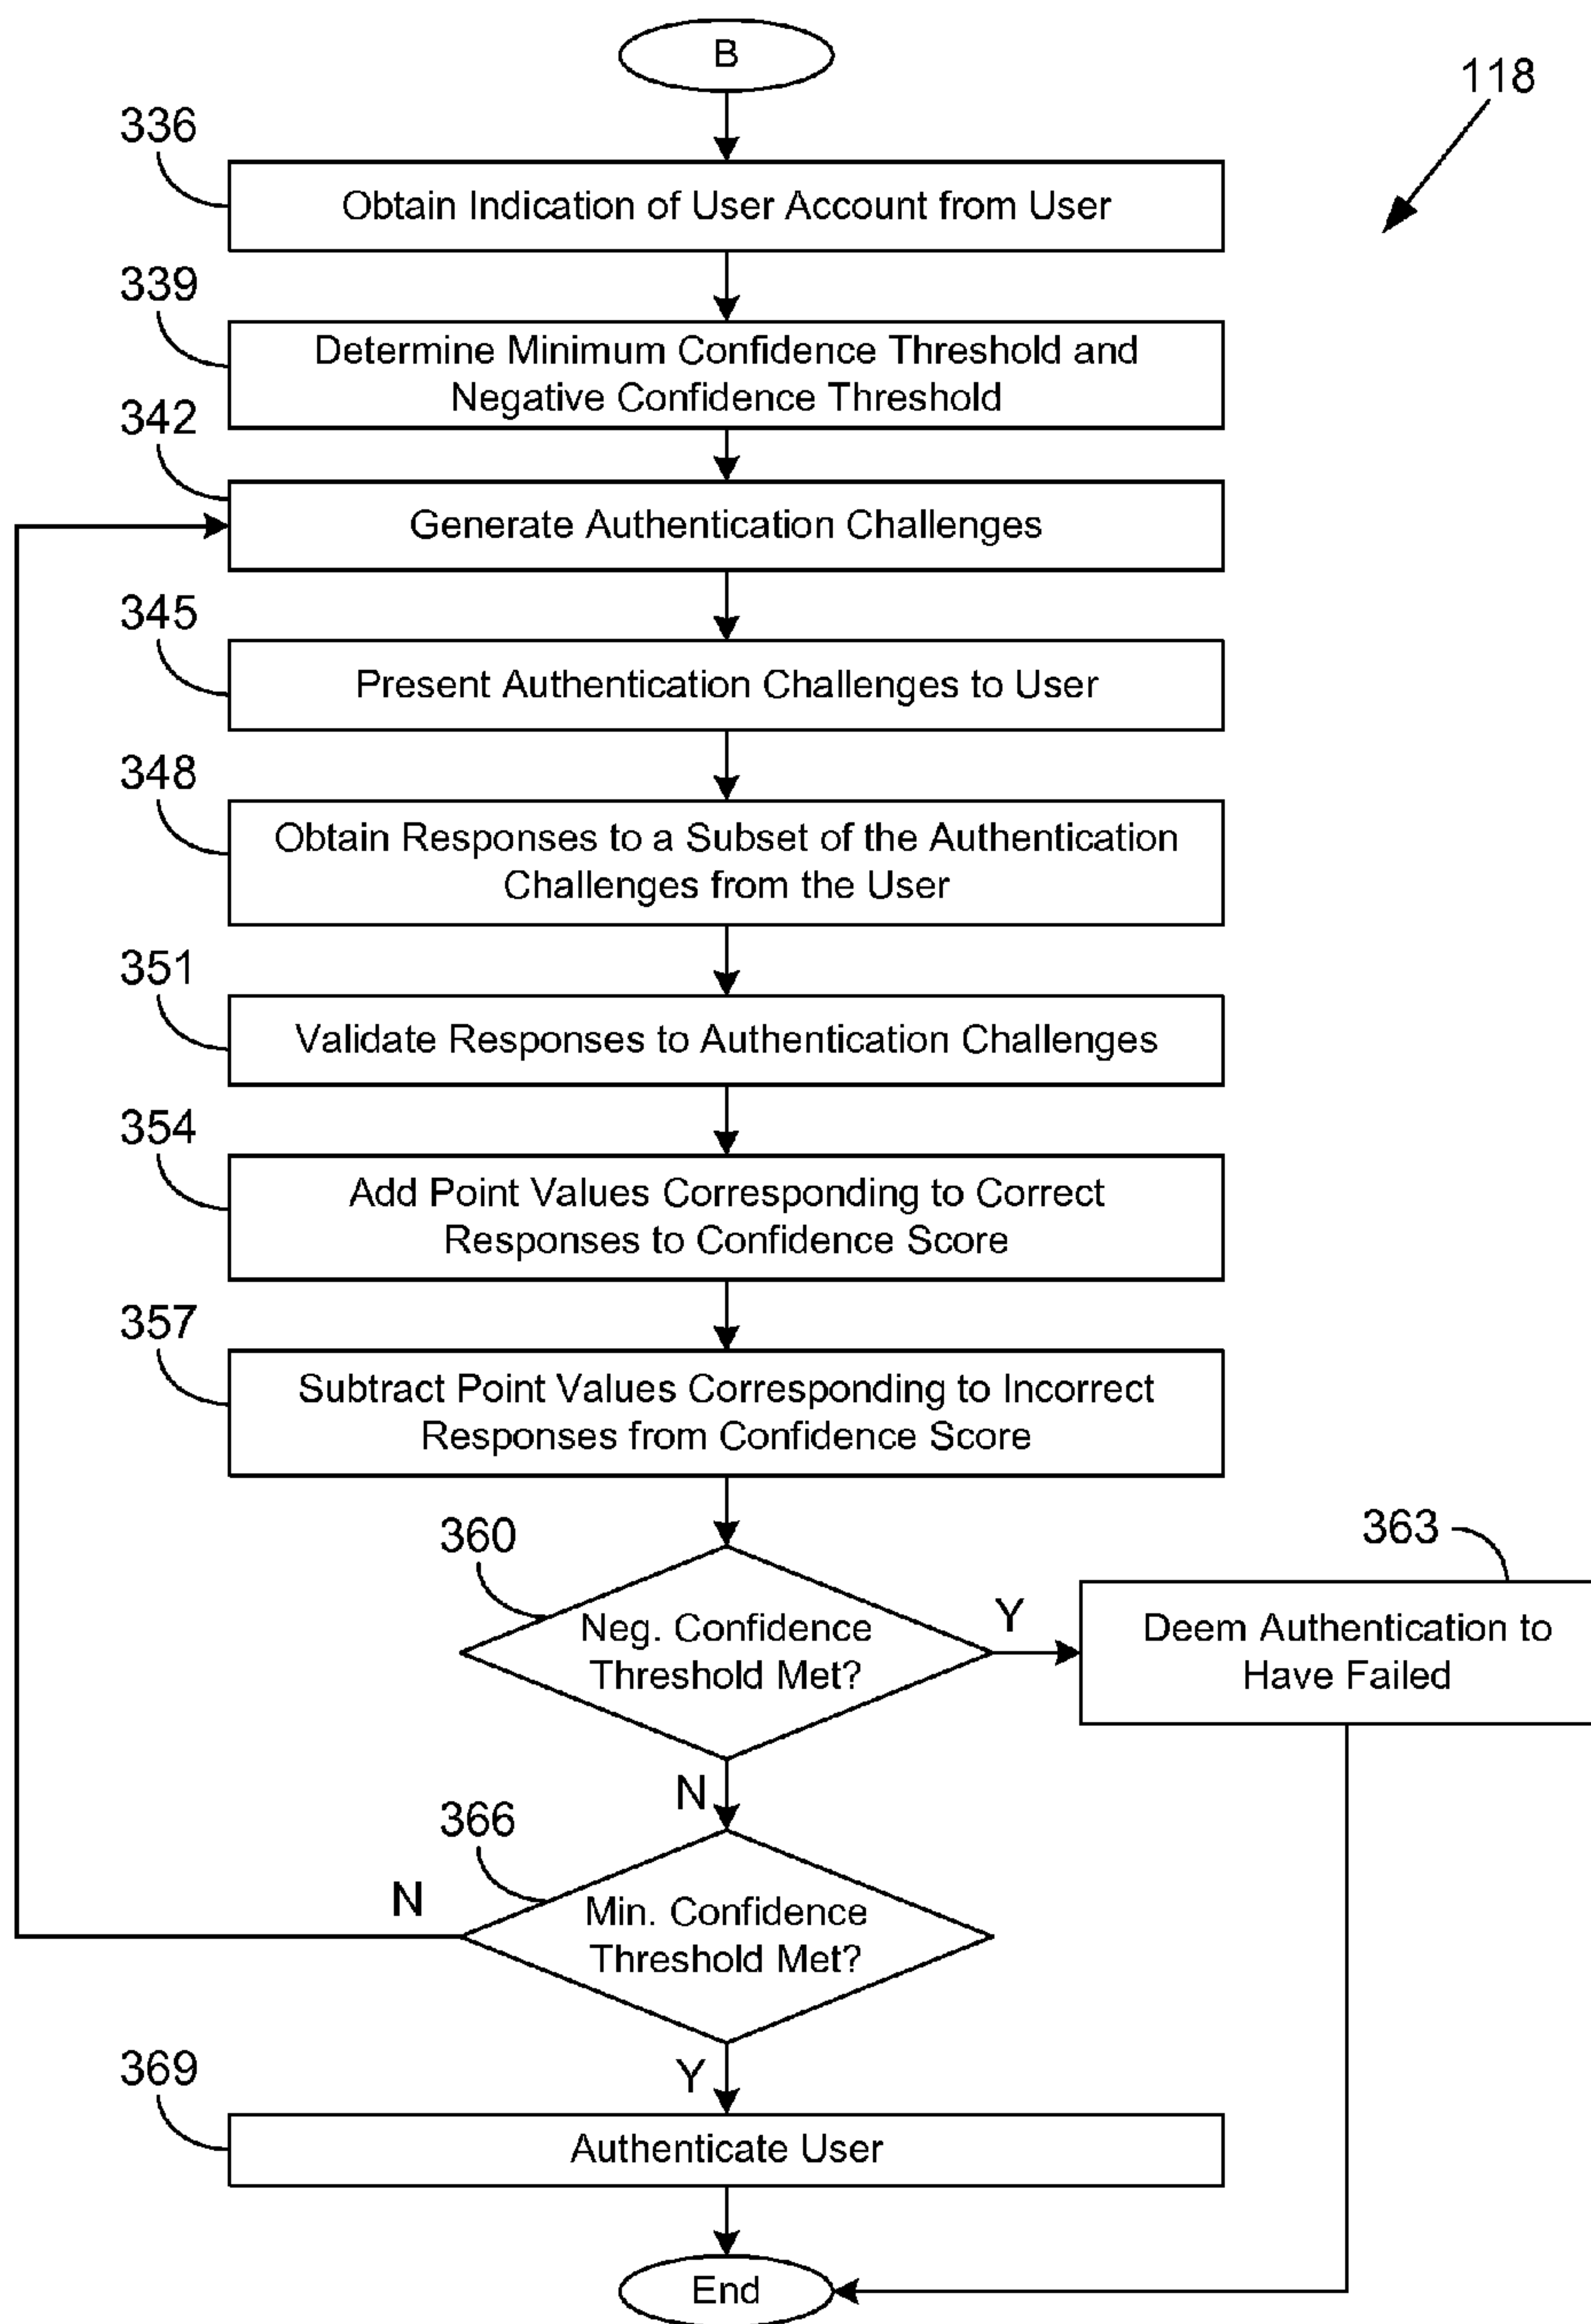 B
118
336
Obtain Indication of User Account from User
339
Determine Minimum Confidence Threshold and
Negative Confidence Threshold
342
Generate Authentication Challenges
345
Present Authentication Challenges to User
348
Obtain Responses to a Subset of the Authentication
Challenges from the User
351
Validate Responses to Authentication Challenges
354
Add Point Values Corresponding to Correct
Responses to Confidence Score
357
Subtract Point Values Corresponding to Incorrect
Responses from Confidence Score
360
Neg. Confidence
Threshold Met?
Y
363
Deem Authentication to
Have Failed
N
366
Min. Confidence
Threshold Met?
N
Y
369
Authenticate User
End